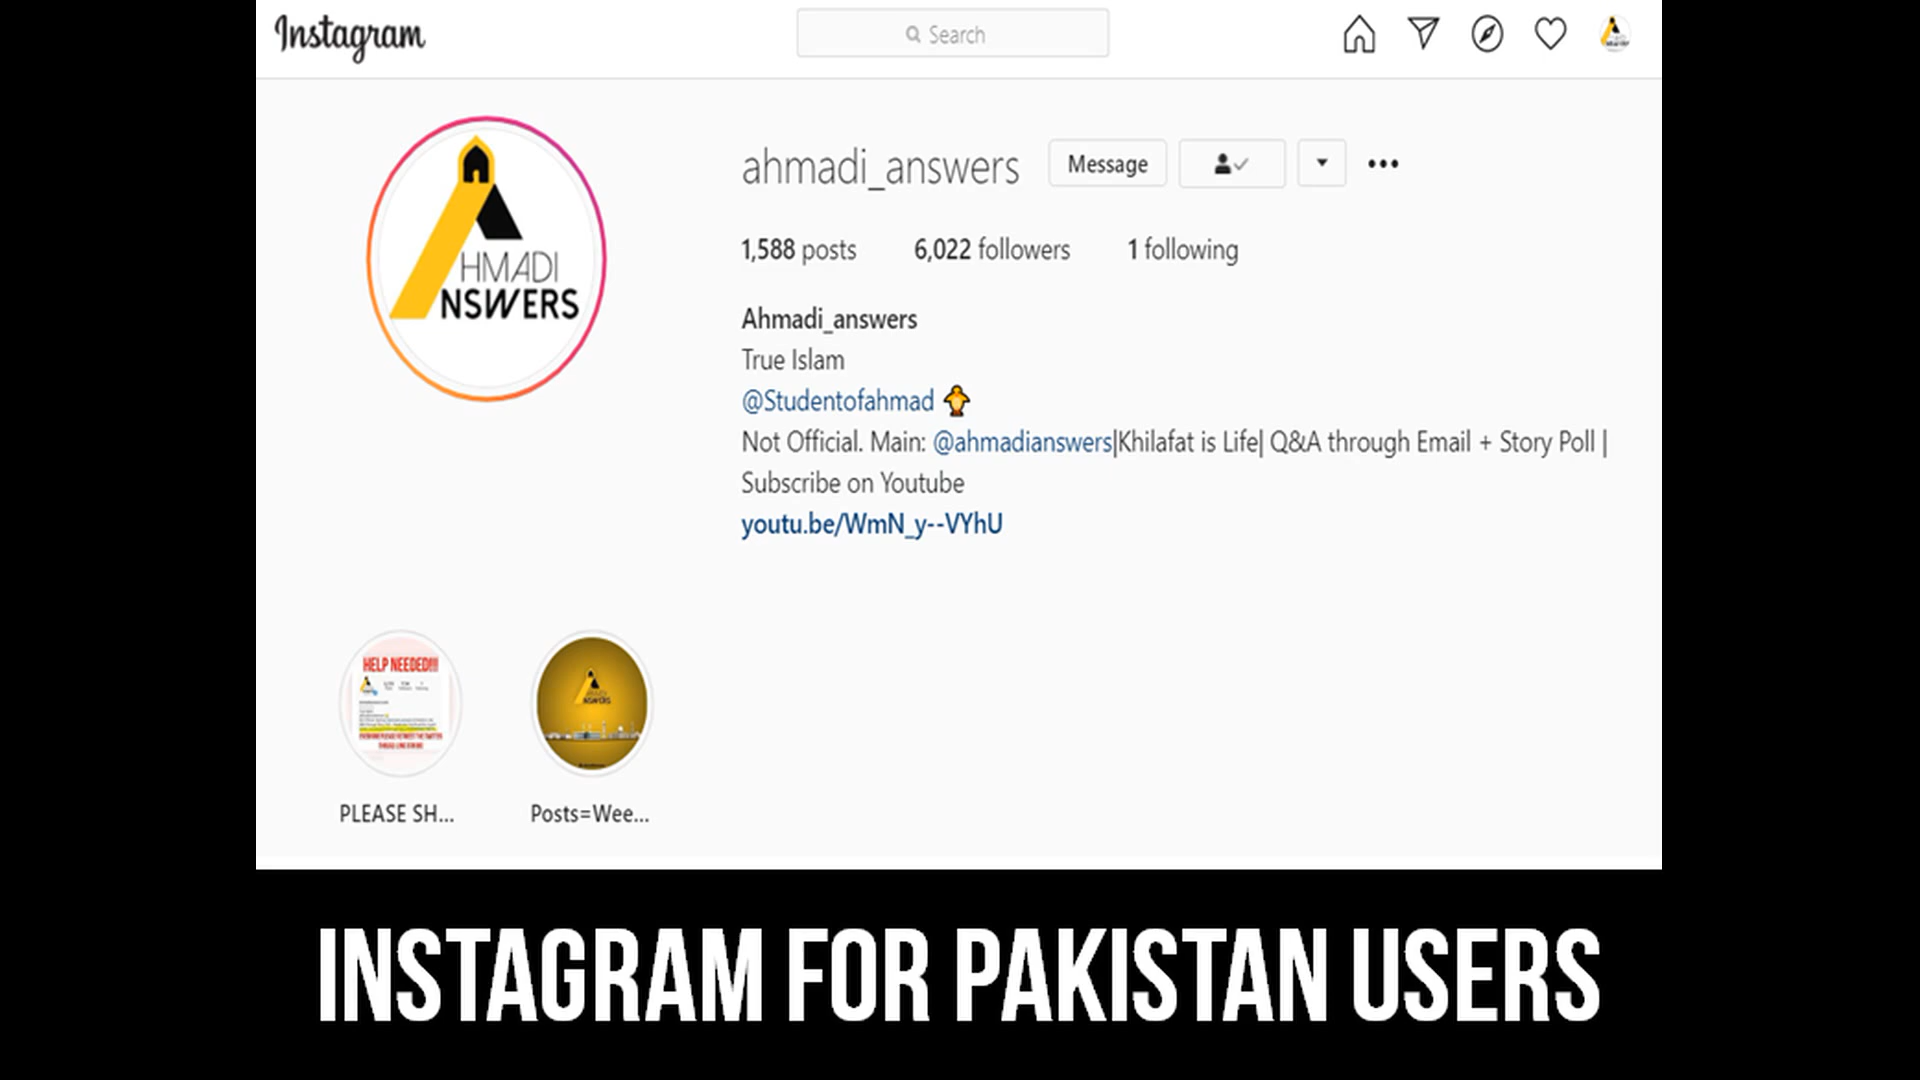 Instagram
Search
ahmadi_answers Message
1,588 posts 6,022 followers 1 following
HMADI
NSWERS
Ahmadi_answers
True Islam
@Studentofahmad
Not Official. Main: @ahmadianswers|Khilafat is Life| Q&A through Email + Story Poll |
Subscribe on Youtube
youtu.be/WmN_y--VYhU
HELP NEEDED!!!
PLEASE SH...
Posts=Wee...
INSTAGRAM FOR PAKISTAN USERS